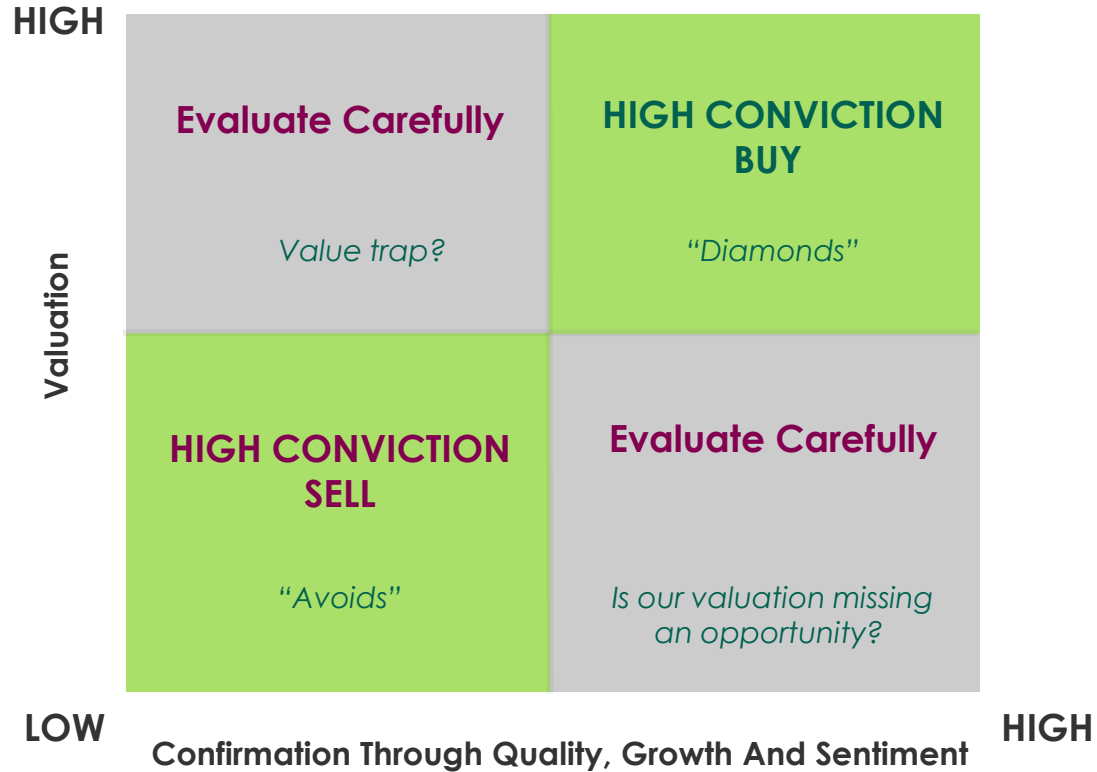 HIGH
Evaluate Carefully
Value trap?
HIGH CONVICTION
BUY
“Diamonds”
Valuation
HIGH CONVICTION
SELL
“Avoids”
Evaluate Carefully
Is our valuation missing
an opportunity?
LOW
Confirmation Through Quality, Growth And Sentiment
HIGH